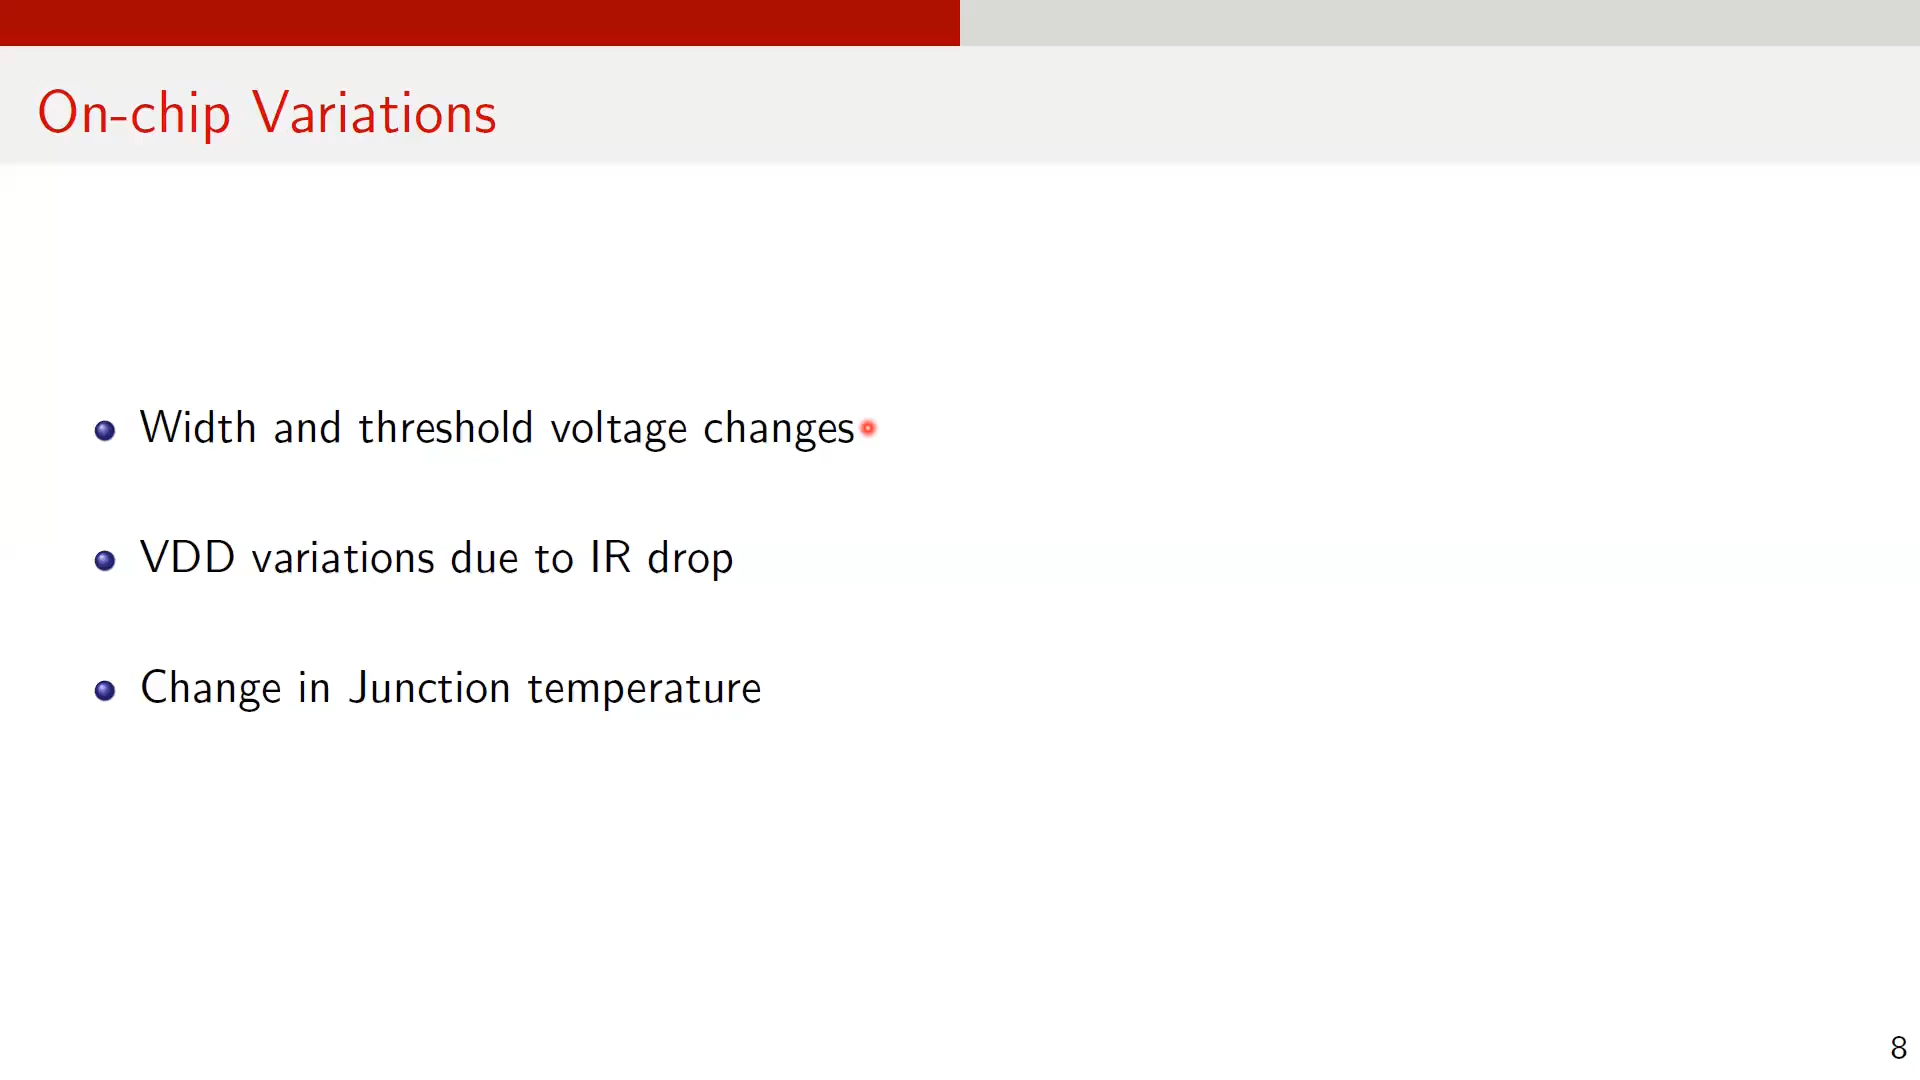 On-chip Variations
Width and threshold voltage changes
VDD variations due to IR drop
Change in Junction temperature
8